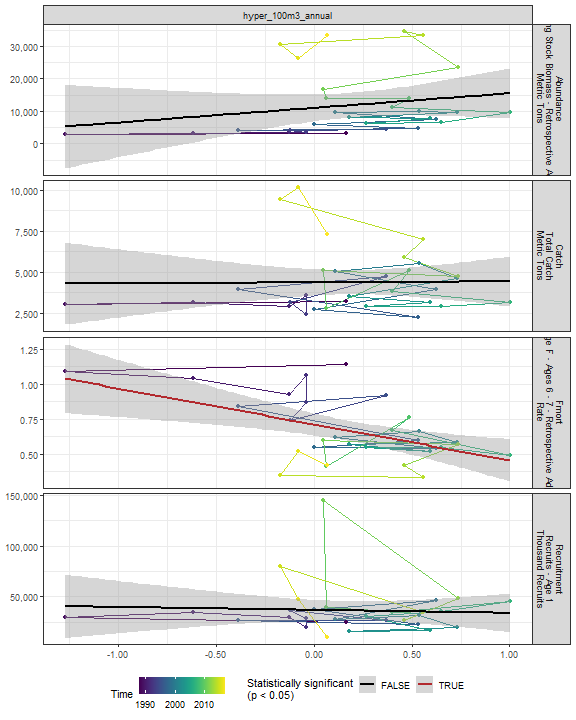 hyper_100m3_annual
30,000
20,000
10,000
0
Abundance
Stock Biomass - Retrospective
Metric Tons
10,000
7,500
5,000
2,500
Catch
Total Catch
Metric Tons
1.25
1.00
0.75
0.50
Fmort
F - Ages 6 - 7 - Retrospective
Rate
150,000
100,000
50,000
Recruitment
Recruits - Age 1
Thousand Recruits
-1.00
-0.50
0.00
0.50
1.00
Time
1990
2000
2010
Statistically significant
(p < 0.05)
FALSE
TRUE